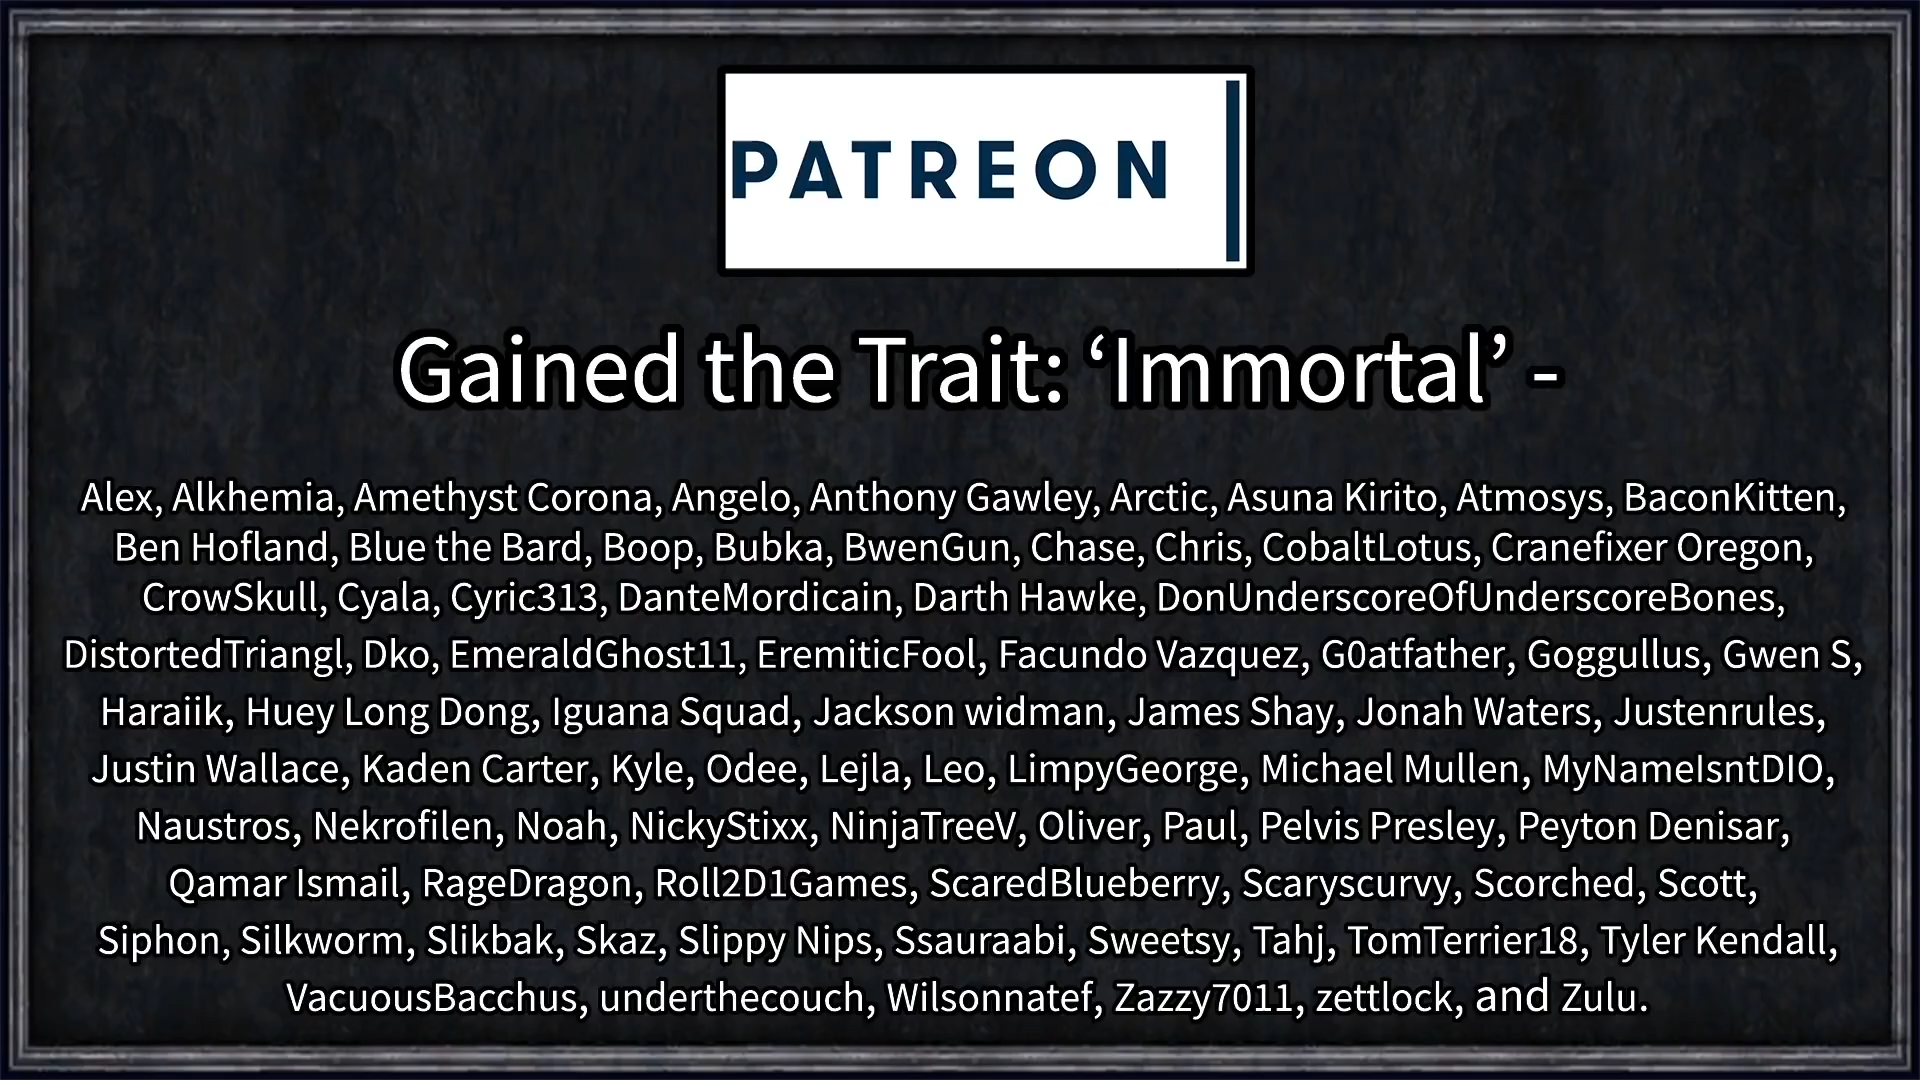 PATREON
Gained the Trait: ‘Immortal’ -
Alex, Alkhemia, Amethyst Corona, Angelo, Anthony Gawley, Arctic, Asuna Kirito, Atmosys, BaconKitten,
Ben Hofland, Blue the Bard, Boop, Bubka, BwenGun, Chase, Chris, CobaltLotus, Cranefixer Oregon,
CrowSkull, Cyala, Cyric313, DanteMordicain, Darth Hawke, DonUnderscoreOfUnderscoreBones,
DistortedTriangl, Dko, EmeraldGhost11, EremiticFool, Facundo Vazquez, G0atfather, Goggullus, Gwen S,
Haraiik, Huey Long Dong, Iguana Squad, Jackson widman, James Shay, Jonah Waters, Justenrules,
Justin Wallace, Kaden Carter, Kyle, Odee, Lejla, Leo, LimpyGeorge, Michael Mullen, MyNameIsntDIO,
Naustros, Nekrofilen, Noah, NickyStixx, NinjaTreeV, Oliver, Paul, Pelvis Presley, Peyton Denisar,
Qamar Ismail, RageDragon, Roll2D1Games, ScaredBlueberry, Scaryscurvy, Scorched, Scott,
Siphon, Silkworm, Slikbak, Skaz, Slippy Nips, Ssauraabi, Sweetsy, Tahj, TomTerrier18, Tyler Kendall,
VacuousBacchus, underthecouch, Wilsonnatef, Zazzy7011, zettlock, and Zulu.